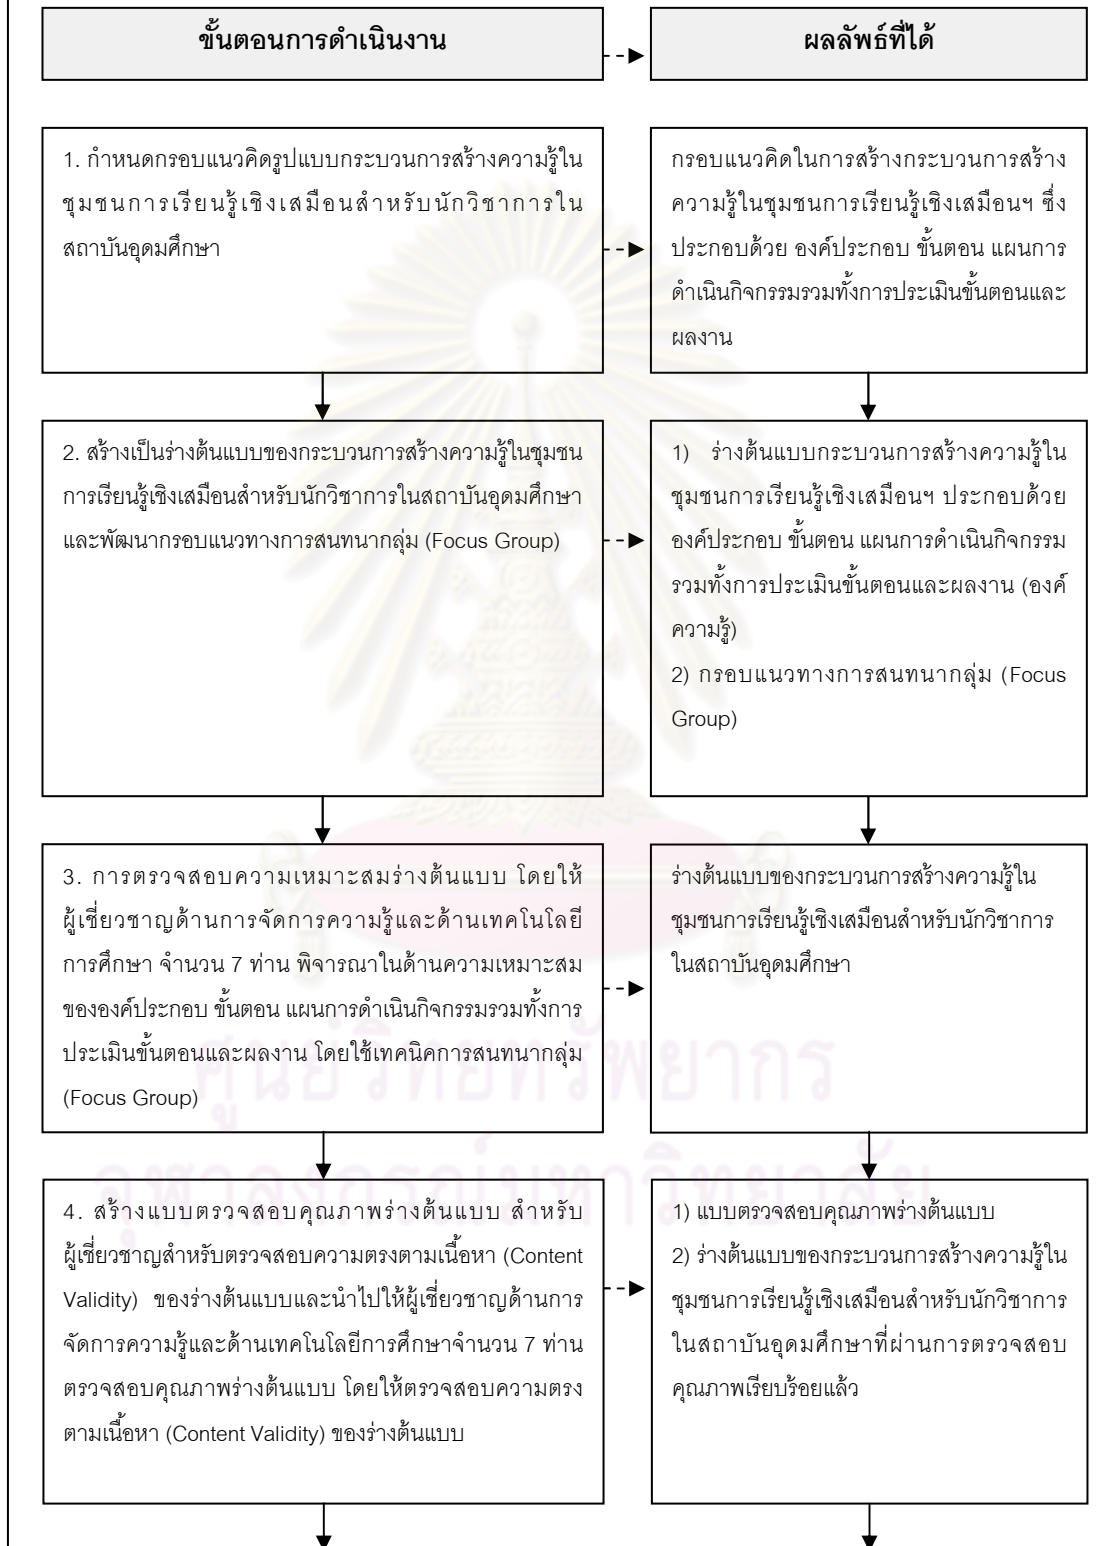 ขั้นตอนการดำเนินงาน
ผลลัพธ์ที่ได้
1. กำหนดกรอบแนวคิดรูปแบบกระบวนการสร้างความรู้ใน
ชุมชนการเรียนรู้เชิงเสมือนสำหรับนักวิชาการใน
สถาบันอุดมศึกษา
กรอบแนวคิดในการสร้างกระบวนการสร้าง
ความรู้ในชุมชนการเรียนรู้เชิงเสมือนฯ ซึ่ง
ประกอบด้วย องค์ประกอบ ขั้นตอน แผนการ
ดำเนินกิจกรรมรวมทั้งการประเมินขั้นตอนและ
ผลงาน
2. สร้างเป็นร่างต้นแบบของกระบวนการสร้างความรู้ในชุมชน
การเรียนรู้เชิงเสมือนสำหรับนักวิชาการในสถาบันอุดมศึกษา
และพัฒนากรอบแนวทางการสนทนากลุ่ม (Focus Group)
1) ร่างต้นแบบกระบวนการสร้างความรู้ใน
ชุมชนการเรียนรู้เชิงเสมือนฯ ประกอบด้วย
องค์ประกอบ ขั้นตอน แผนการดำเนินกิจกรรม
รวมทั้งการประเมินขั้นตอนและผลงาน (องค์
ความรู้)
2) กรอบแนวทางการสนทนากลุ่ม (Focus
Group)
3. การตรวจสอบความเหมาะสมร่างต้นแบบ โดยให้
ผู้เชี่ยวชาญด้านการจัดการความรู้และด้านเทคโนโลยี
การศึกษา จำนวน 7 ท่าน พิจารณาในด้านความเหมาะสม
ขององค์ประกอบ ขั้นตอน แผนการดำเนินกิจกรรมรวมทั้งการ
ประเมินขั้นตอนและผลงาน โดยใช้เทคนิคการสนทนากลุ่ม
(Focus Group)
ร่างต้นแบบของกระบวนการสร้างความรู้ใน
ชุมชนการเรียนรู้เชิงเสมือนสำหรับนักวิชาการ
ในสถาบันอุดมศึกษา
ศูนย์วิทยทรัพยากร
จุฬาลงกรณ์มหาวิทยาลัย
4. สร้างแบบตรวจสอบคุณภาพร่างต้นแบบ สำหรับ
ผู้เชี่ยวชาญสำหรับตรวจสอบความตรงตามเนื้อหา (Content
Validity) ของร่างต้นแบบและนำไปให้ผู้เชี่ยวชาญด้านการ
จัดการความรู้และด้านเทคโนโลยีการศึกษาจำนวน 7 ท่าน
ตรวจสอบคุณภาพร่างต้นแบบ โดยให้ตรวจสอบความตรง
ตามเนื้อหา (Content Validity) ของร่างต้นแบบ
1) แบบตรวจสอบคุณภาพร่างต้นแบบ
2) ร่างต้นแบบของกระบวนการสร้างความรู้ใน
ชุมชนการเรียนรู้เชิงเสมือนสำหรับนักวิชาการ
ในสถาบันอุดมศึกษาที่ผ่านการตรวจสอบ
คุณภาพเรียบร้อยแล้ว